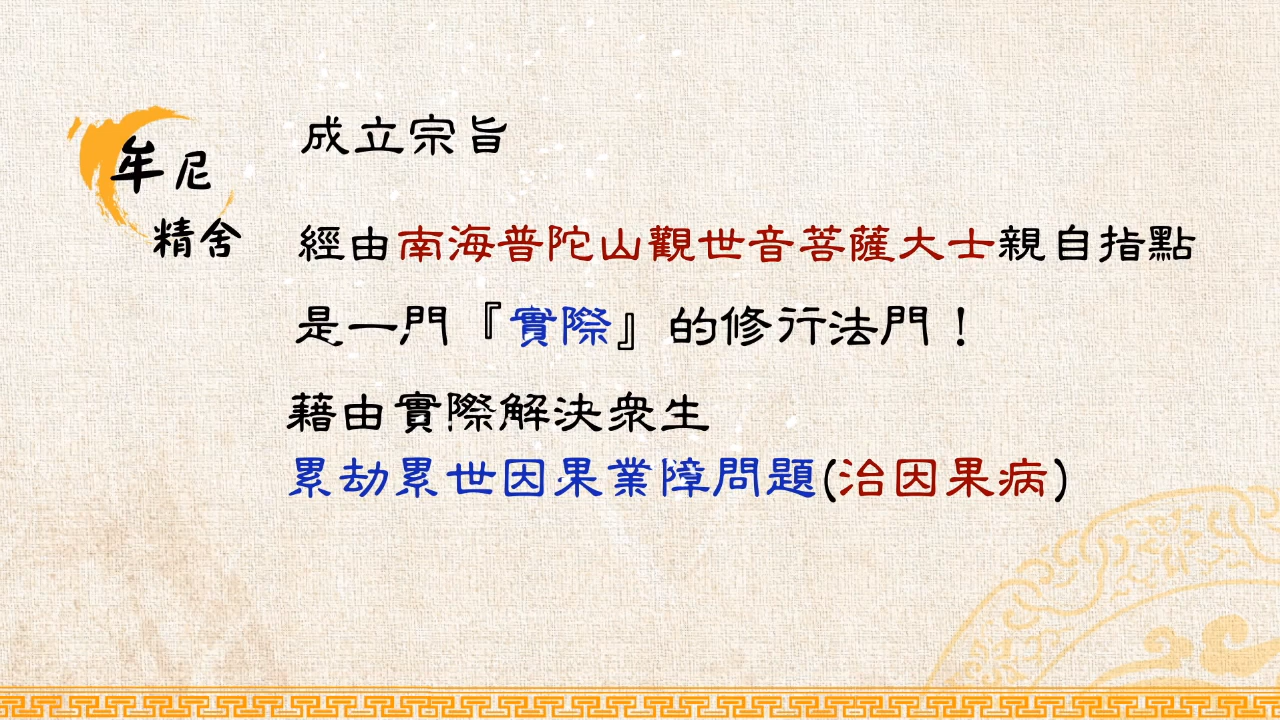 牟尼
精舍
成立宗旨
經由南海普陀山觀世音菩薩大士親自指點
是一門『實際』的修行法門！
藉由實際解決眾生
累劫累世因果業障問題(治因果病)